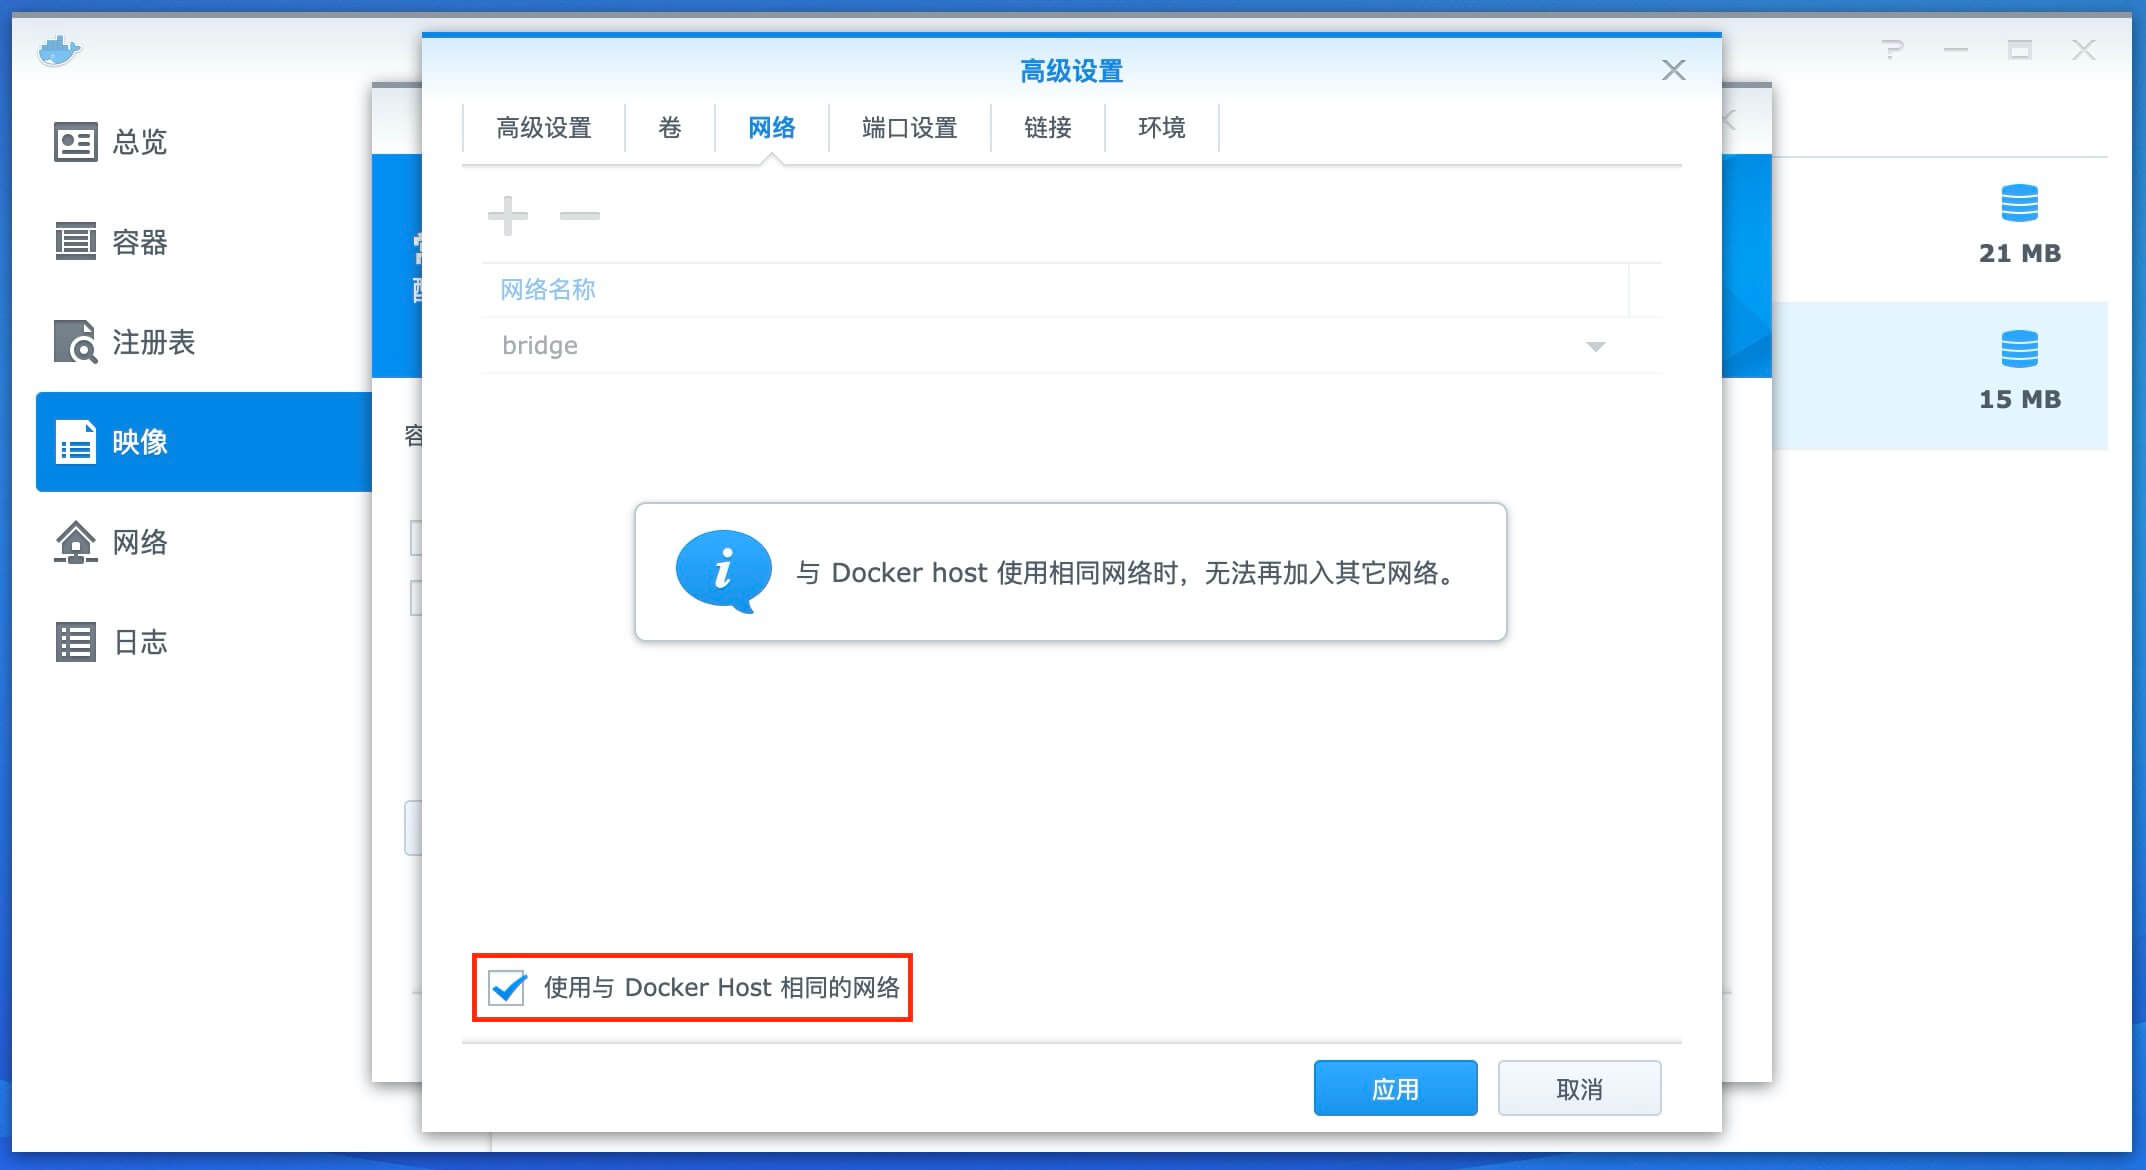 高级设置
高级设置 卷 网络 端口设置 链接 环境
总览
容器
注册表
映像
网络
日志
网络名称
bridge
21 MB
15 MB
容
与 Docker host 使用相同网络时，无法再加入其它网络。
使用与 Docker Host 相同的网络
应用 取消